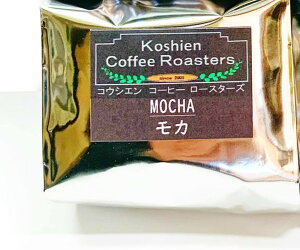 Koshien
Coffee Roasters
since 2005
コウシエン コーヒー ロースターズ
MOCHA
モカ